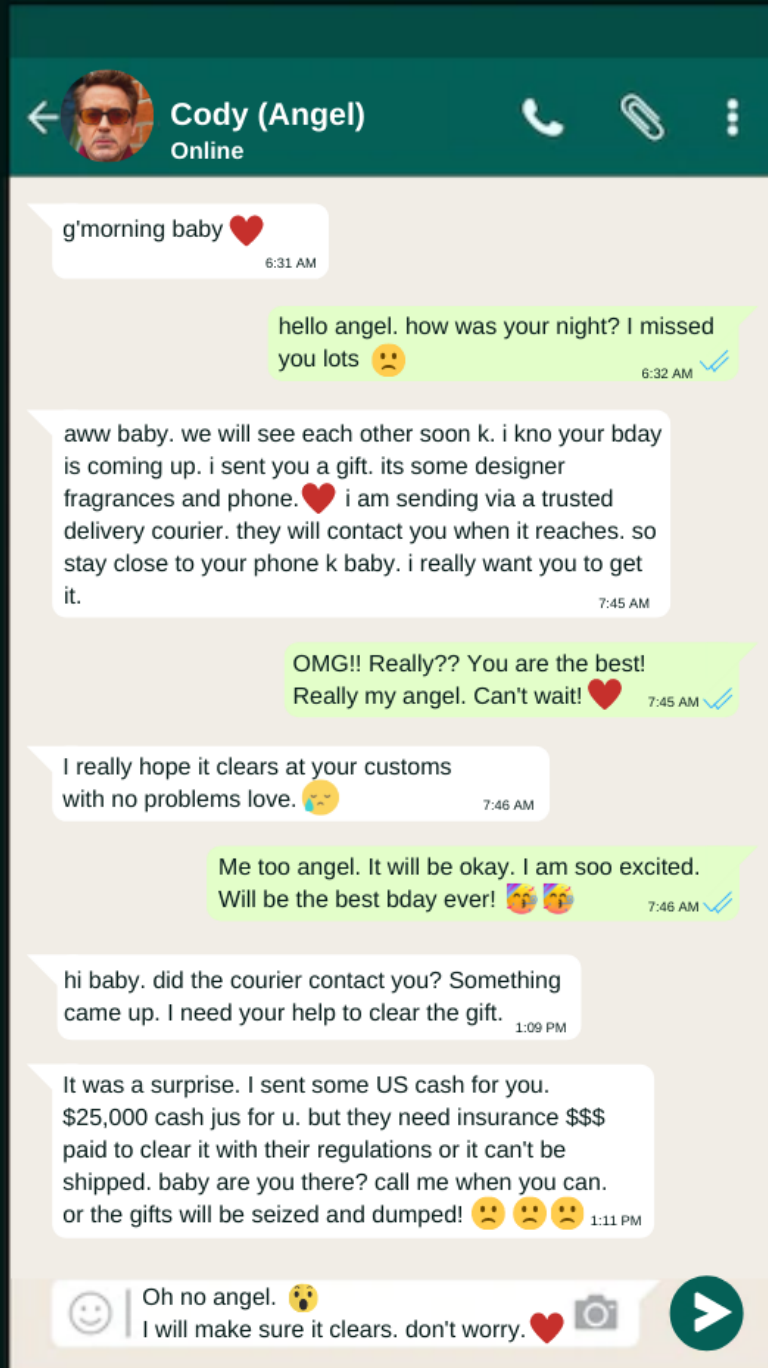 Cody (Angel)
Online
g'morning baby ❤️
6:31 AM
hello angel. how was your night? I missed
you lots 🙁
6:32 AM
aww baby. we will see each other soon k. i kno your bday
is coming up. i sent you a gift. its some designer
fragrances and phone.❤️ i am sending via a trusted
delivery courier. they will contact you when it reaches. so
stay close to your phone k baby. i really want you to get
it.
7:45 AM
OMG!! Really?? You are the best!
Really my angel. Can't wait!❤️
7:45 AM
I really hope it clears at your customs
with no problems love. 😥
7:46 AM
Me too angel. It will be okay. I am soo excited.
Will be the best bday ever! 🥳🥳
7:46 AM
hi baby. did the courier contact you? Something
came up. I need your help to clear the gift.
1:09 PM
It was a surprise. I sent some US cash for you.
$25,000 cash jus for u. but they need insurance $$$
paid to clear it with their regulations or it can't be
shipped. baby are you there? call me when you can.
or the gifts will be seized and dumped! 🙁🙁🙁
1:11 PM
Oh no angel. 😲
I will make sure it clears. don't worry.❤️